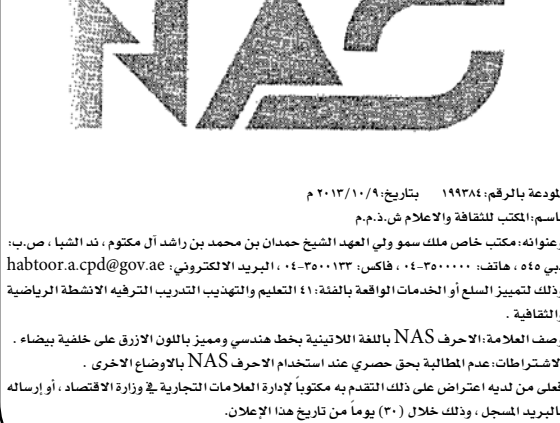 NAS
المودعة بالرقم: ١٩٩٣٨٤ بتاريخ: ٢٠١٣/١٠/٩ م
باسم: المكتب للثقافة والاعلام ش.ذ.م.م
وعنوانه: مكتب خاص ملك سمو ولي العهد الشيخ حمدان بن محمد بن راشد آل مكتوم ، ند الشبا ، ص.ب:
دبي ٥٤٥ ، هاتف: ٣٥٠٠٠٠٠-٠٤ ، فاكس: ٣٥٠٠١٣٣-٠٤ ، البريد الالكتروني: habtoor.a.cpd@gov.ae
وذلك لتمييز السلع أو الخدمات الواقعة بالفئة: ٤١ التعليم والتهذيب التدريب الترفيه الانشطة الرياضية
والثقافية .
وصف العلامة: الاحرف NAS باللغة اللاتينية بخط هندسي ومميز باللون الازرق على خلفية بيضاء .
الاشتراطات: عدم المطالبة بحق حصري عند استخدام الاحرف NAS بالاوضاع الاخرى .
فعلى من لديه اعتراض على ذلك التقدم به مكتوباً لإدارة العلامات التجارية في وزارة الاقتصاد ، أو إرساله
بالبريد المسجل ، وذلك خلال (٣٠) يوماً من تاريخ هذا الإعلان.